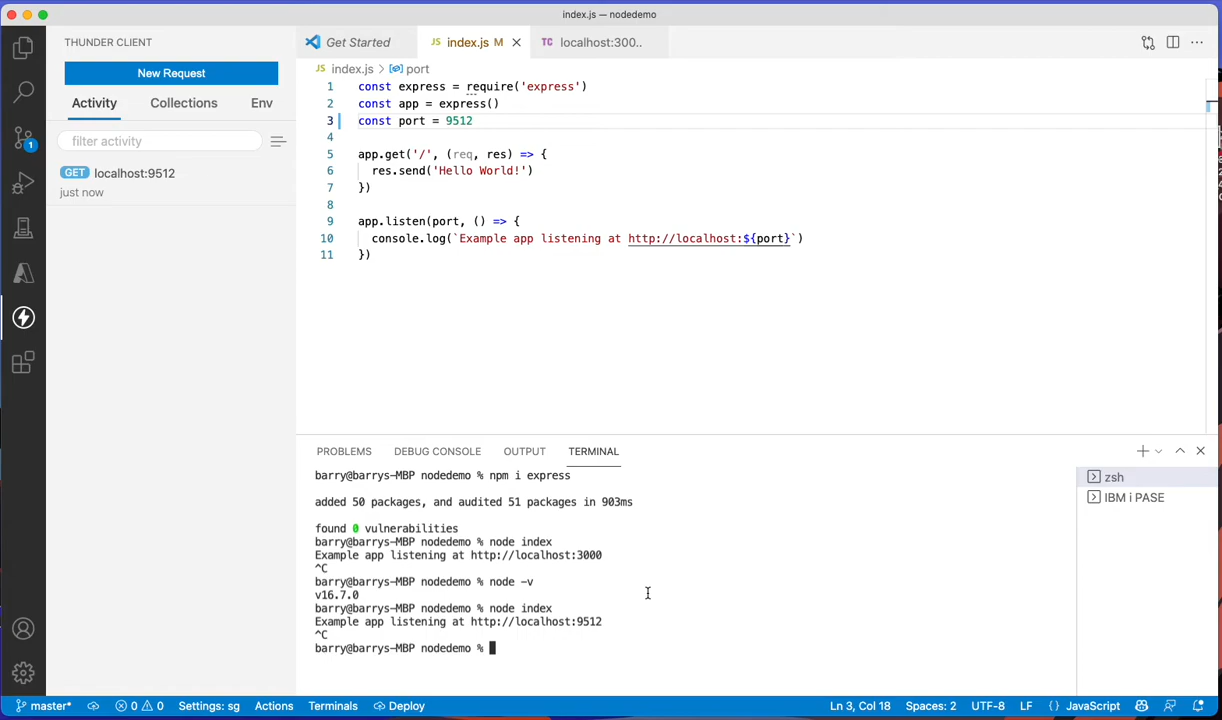 index.js — nodedemo
THUNDER CLIENT
New Request
Activity Collections Env
filter activity
GET localhost:9512
just now
1
Get Started
JS index.js M
TC localhost:300..
JS index.js > port
1 const express = require('express')
2 const app = express()
3 const port = 9512
4
5 app.get('/', (req, res) => {
6 res.send('Hello World!')
7 })
8
9 app.listen(port, () => {
10 console.log(`Example app listening at http://localhost:${port}`)
11 })
PROBLEMS DEBUG CONSOLE OUTPUT TERMINAL
barry@barrys-MBP nodedemo % npm i express
added 50 packages, and audited 51 packages in 903ms
found 0 vulnerabilities
barry@barrys-MBP nodedemo % node index
Example app listening at http://localhost:3000
^C
barry@barrys-MBP nodedemo % node -v
v16.7.0
barry@barrys-MBP nodedemo % node index
Example app listening at http://localhost:9512
^C
barry@barrys-MBP nodedemo %
zsh
IBM i PASE
master* 0 0 Settings: sg Actions Terminals Deploy Ln 3, Col 18 Spaces: 2 UTF-8 LF {} JavaScript